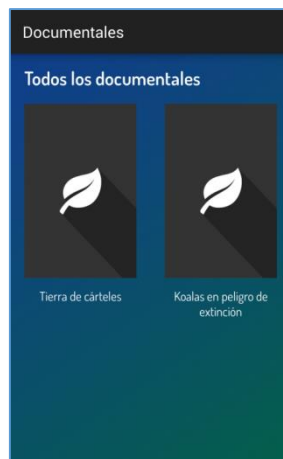 Documentales
Todos los documentales
Tierra de cárteles
Koalas en peligro de
extinción